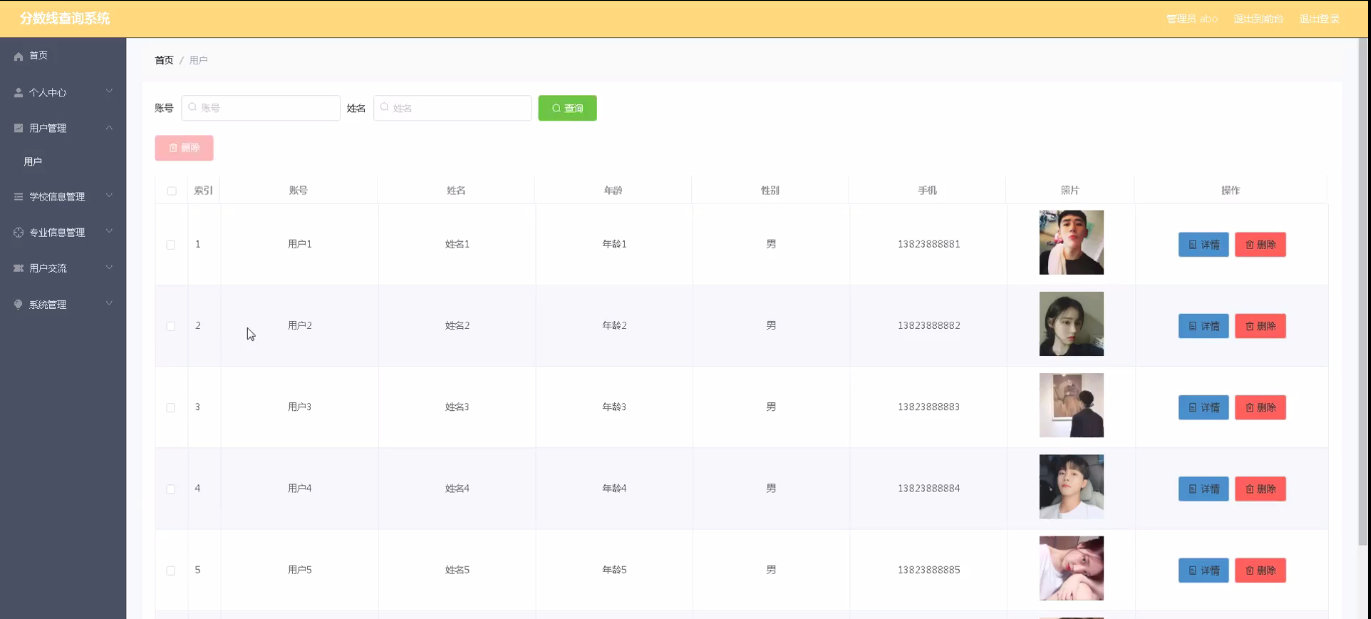 分数线查询系统
管理员 abo 退出到前台 退出登录
首页
个人中心
用户管理
用户
学校信息管理
专业信息管理
用户交流
系统管理
首页 / 用户
账号 账号 姓名 姓名 查询
删除
索引 账号 姓名 年龄 性别 手机 照片 操作
1 用户1 姓名1 年龄1 男 13823888881 详情 删除
2 用户2 姓名2 年龄2 男 13823888882 详情 删除
3 用户3 姓名3 年龄3 男 13823888883 详情 删除
4 用户4 姓名4 年龄4 男 13823888884 详情 删除
5 用户5 姓名5 年龄5 男 13823888885 详情 删除